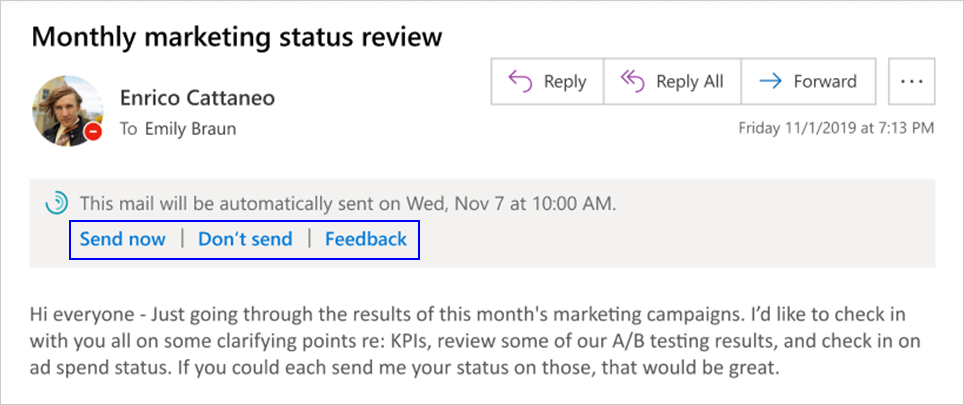 Monthly marketing status review
Enrico Cattaneo
To Emily Braun
Reply
Reply All
Forward
...
Friday 11/1/2019 at 7:13 PM
This mail will be automatically sent on Wed, Nov 7 at 10:00 AM.
Send now | Don’t send | Feedback
Hi everyone - Just going through the results of this month's marketing campaigns. I’d like to check in
with you all on some clarifying points re: KPIs, review some of our A/B testing results, and check in on
ad spend status. If you could each send me your status on those, that would be great.